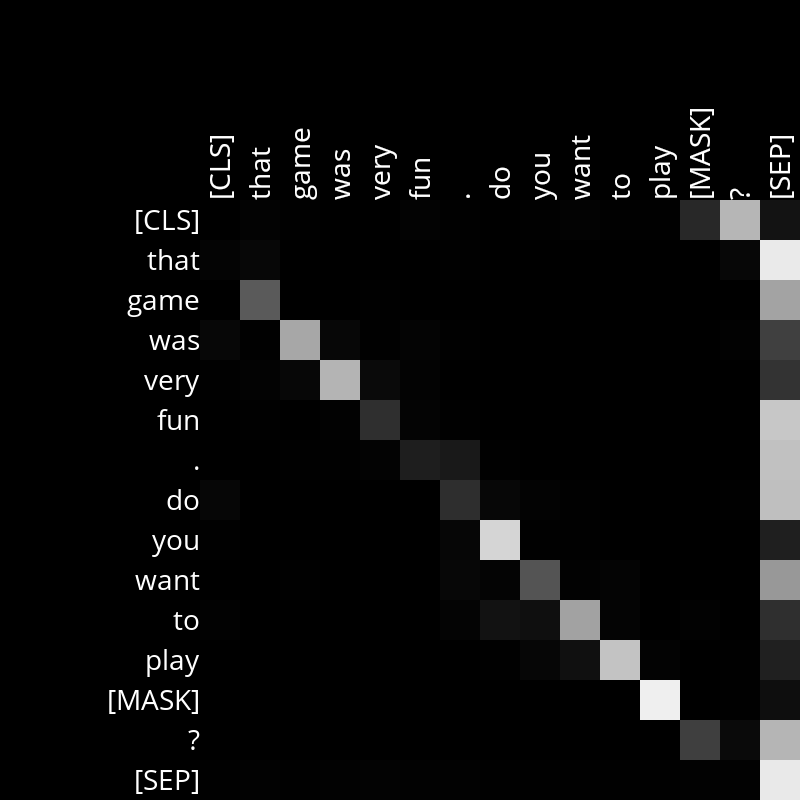 [CLS] that game was very fun . do you want to play [MASK] ? [SEP]
[CLS]
that
game
was
very
fun
.
do
you
want
to
play
[MASK]
?
[SEP]